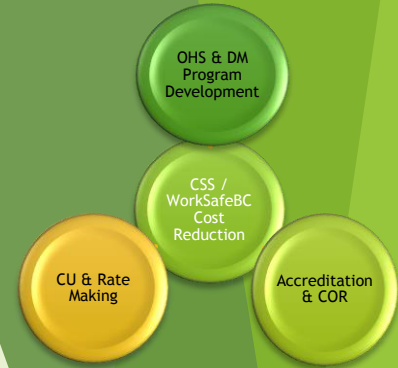 OHS & DM
Program
Development
CSS /
WorkSafeBC
Cost
Reduction
CU & Rate
Making
Accreditation
& COR